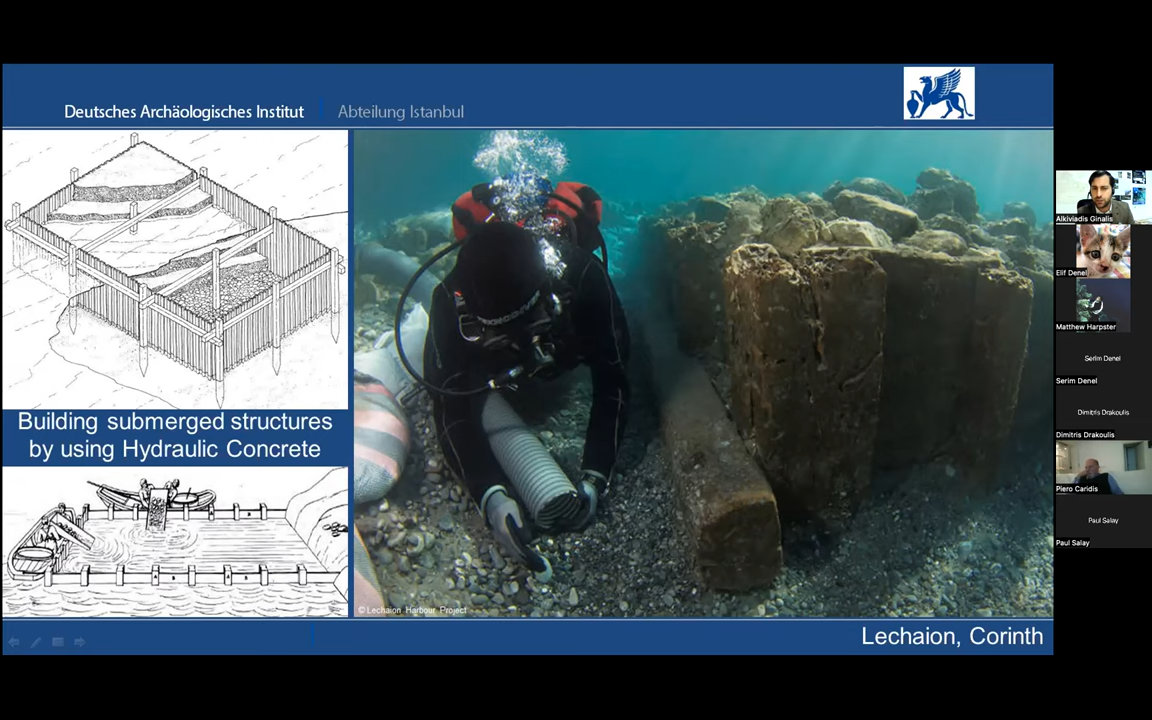 Deutsches Archäologisches Institut
Abteilung Istanbul
Building submerged structures
by using Hydraulic Concrete
© Lechaion Harbour Project
Lechaion, Corinth
Alkiviadis Ginalis
Elif Denel
Matthew Harpster
Serim Denel
Serim Denel
Dimitris Drakoulis
Dimitris Drakoulis
Piero Caridis
Paul Salay
Paul Salay